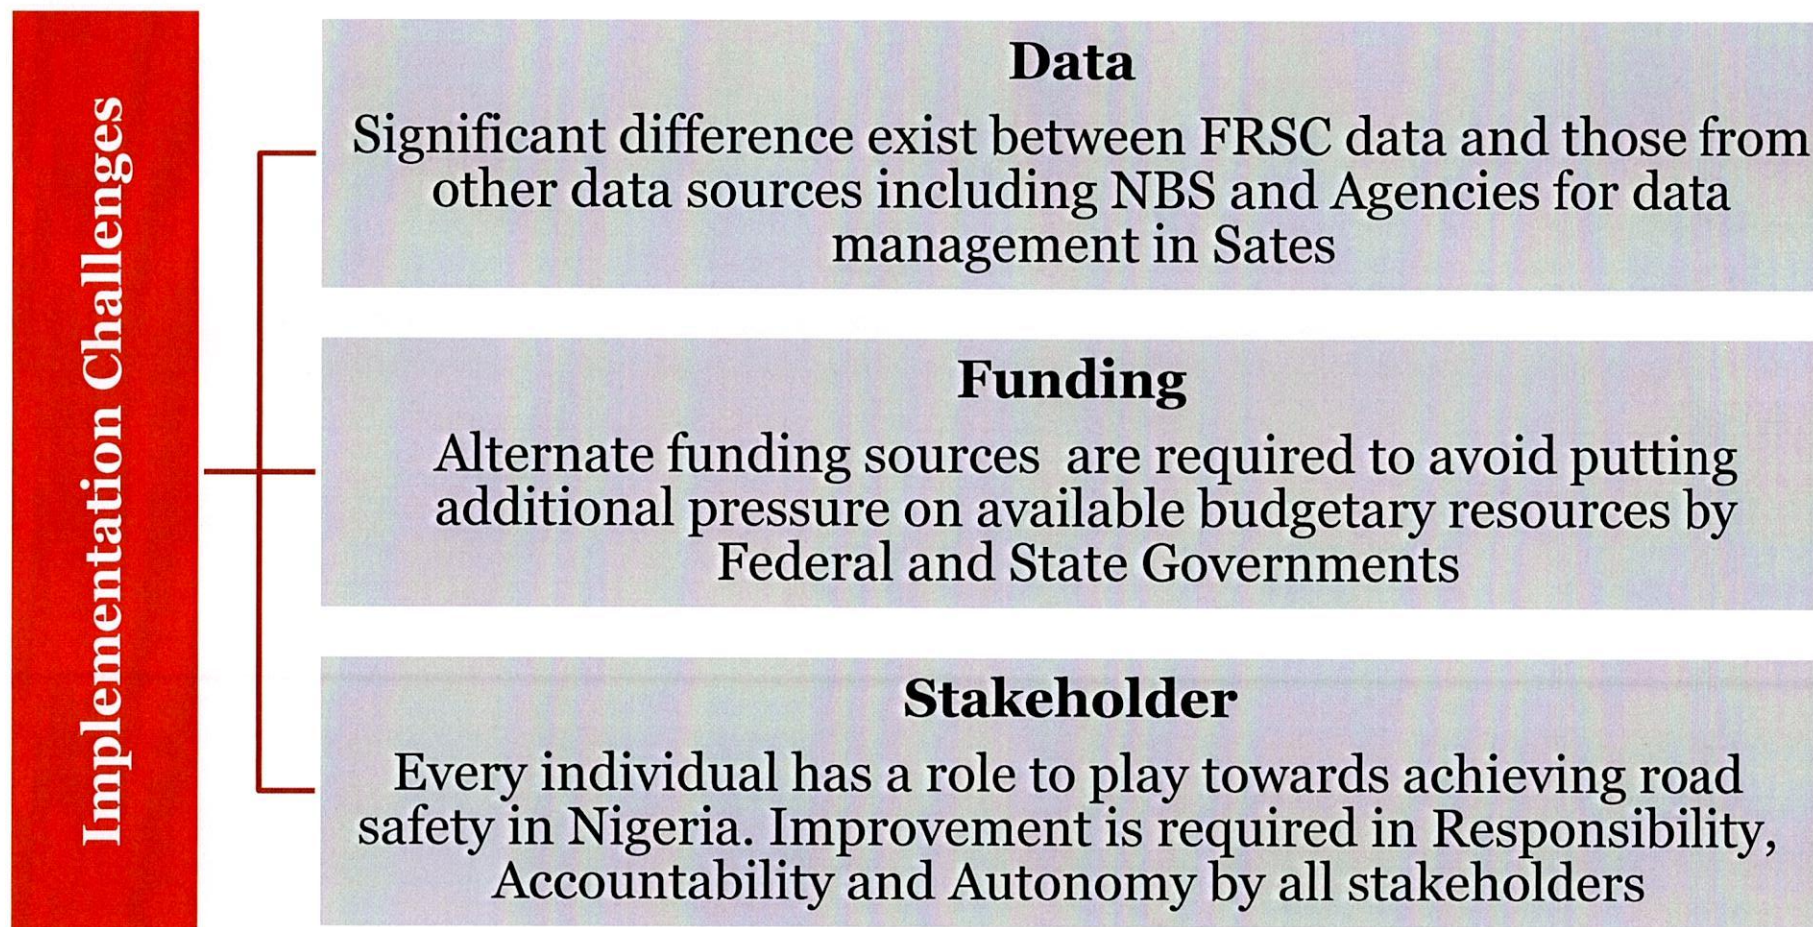 Implementation Challenges
Data
Significant difference exist between FRSC data and those from
other data sources including NBS and Agencies for data
management in Sates
Funding
Alternate funding sources are required to avoid putting
additional pressure on available budgetary resources by
Federal and State Governments
Stakeholder
Every individual has a role to play towards achieving road
safety in Nigeria. Improvement is required in Responsibility,
Accountability and Autonomy by all stakeholders